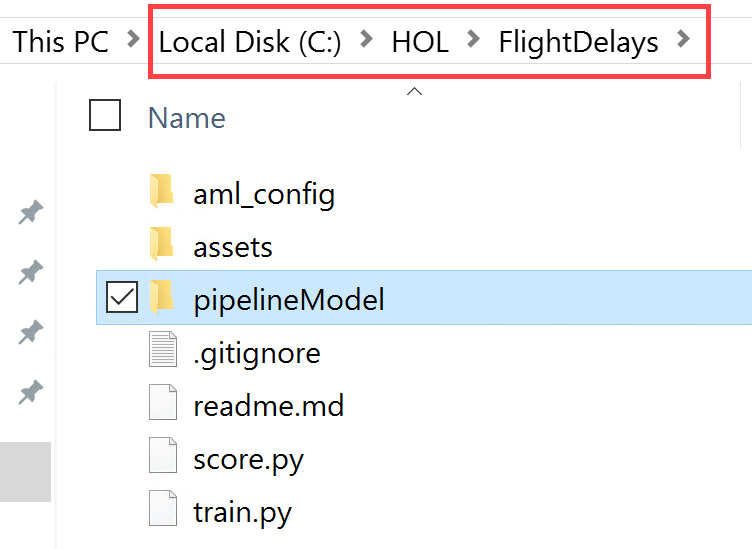 This PC > Local Disk (C:) > HOL > FlightDelays >
Name
aml_config
assets
pipelineModel
.gitignore
readme.md
score.py
train.py